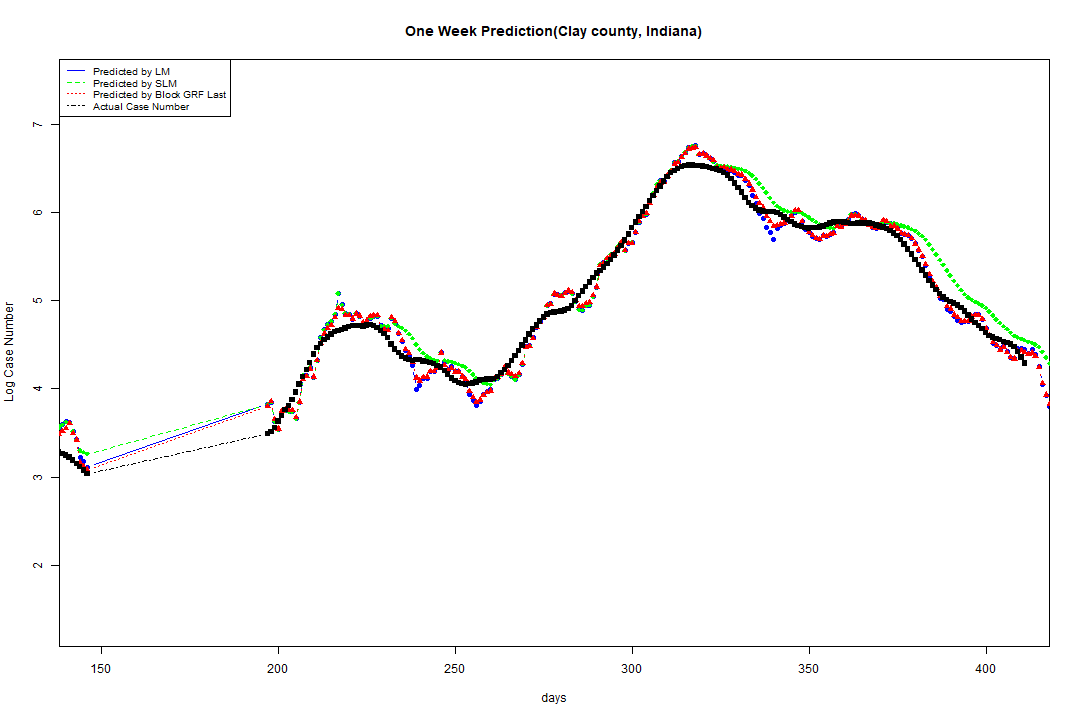 One Week Prediction(Clay county, Indiana)
Predicted by LM
Predicted by SLM
Predicted by Block GRF Last
Actual Case Number
7
6
5
4
3
2
Log Case Number
150 200 250 300 350 400
days